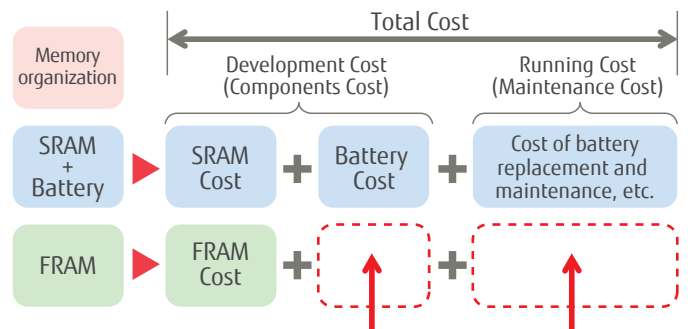 Total Cost
Memory
organization
Development Cost
(Components Cost)
Running Cost
(Maintenance Cost)
SRAM
+
Battery
SRAM
Cost
+
Battery
Cost
+
Cost of battery
replacement and
maintenance, etc.
FRAM
FRAM
Cost
+
+